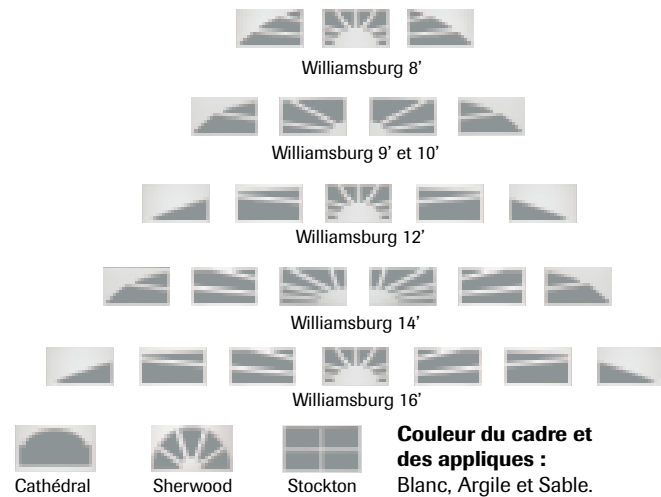 Williamsburg 8’
Williamsburg 9’ et 10’
Williamsburg 12’
Williamsburg 14’
Williamsburg 16’
Cathédral
Sherwood
Stockton
Couleur du cadre et
des appliques :
Blanc, Argile et Sable.